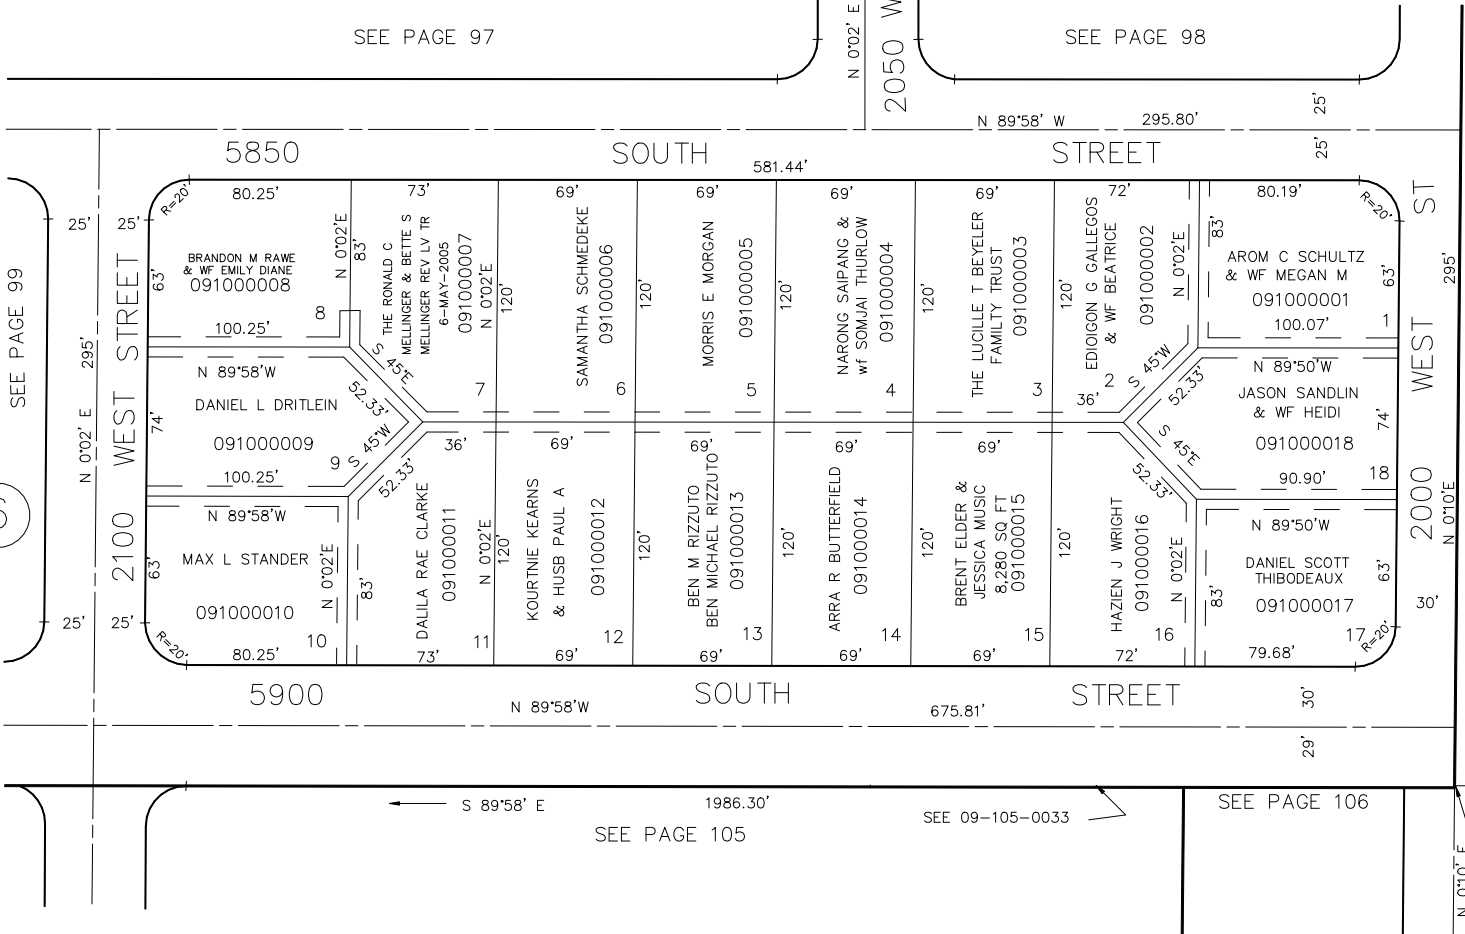 SEE PAGE 97
SEE PAGE 98
N 0°02' E
2050 W
25'
N 89°58' W
295.80'
25'
5850 SOUTH STREET
581.44'
R=20'
80.25'
73'
69'
69'
69'
69'
72'
80.19'
R=20'
25'
25'
63'
BRANDON M RAWE
& WF EMILY DIANE
091000008
8
N 0°02'E
83'
100.25'
N 89°58'W
THE RONALD C
MELLINGER & BETTE S
MELLINGER REV LV TR
6-MAY-2005
091000007
N 0°02'E
120'
7
S 45°E
52.33'
SAMANTHA SCHMEDEKE
091000006
120'
6
MORRIS E MORGAN
091000005
120'
5
NARONG SAIPANG &
wf SOMJAI THURLOW
091000004
120'
4
THE LUCILLE T BEYELER
FAMILTY TRUST
091000003
120'
3
EDIOIGON G GALLEGOS
& WF BEATRICE
091000002
N 0°02'E
2
36'
S 45°W
52.33'
83'
AROM C SCHULTZ
& WF MEGAN M
091000001
100.07'
1
63'
N 89°50'W
295'
ST
WEST
2000
N 0°10'E
SEE PAGE 99
295'
N 0°02' E
2100 WEST STREET
74'
DANIEL L DRITLEIN
091000009
9
100.25'
N 89°58'W
S 45°W
52.33'
36'
69'
69'
69'
69'
JASON SANDLIN
& WF HEIDI
091000018
90.90'
18
74'
S 45°E
52.33'
N 89°50'W
63'
MAX L STANDER
091000010
10
N 0°02'E
83'
DALILA RAE CLARKE
091000011
N 0°02'E
120'
11
KOURTNIE KEARNS
& HUSB PAUL A
091000012
120'
12
BEN M RIZZUTO
BEN MICHAEL RIZZUTO
091000013
120'
13
ARRA R BUTTERFIELD
091000014
120'
14
BRENT ELDER &
JESSICA MUSIC
8,280 SQ FT
091000015
120'
15
HAZIEN J WRIGHT
091000016
N 0°02'E
16
83'
DANIEL SCOTT
THIBODEAUX
091000017
17
63'
30'
25'
25'
R=20'
80.25'
73'
69'
69'
69'
69'
72'
79.68'
R=20'
5900 SOUTH STREET
N 89°58'W
675.81'
30'
29'
S 89°58' E
1986.30'
SEE PAGE 105
SEE 09-105-0033
SEE PAGE 106
N 0°10' E